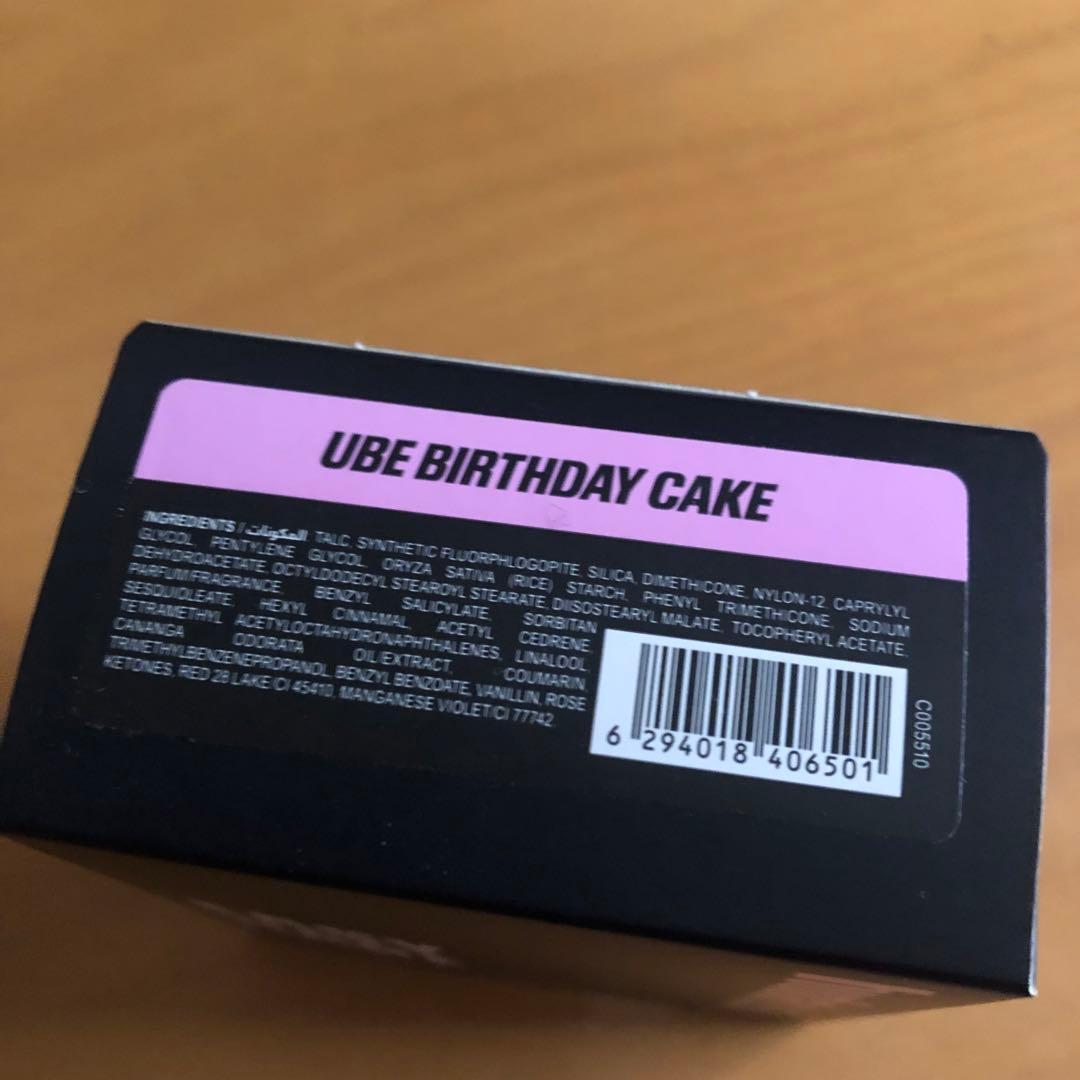 UBE BIRTHDAY CAKE
INGREDIENTS / المكونات TALC, SYNTHETIC FLUORPHLOGOPITE, SILICA, DIMETHICONE, NYLON-12, CAPRYLYL
GLYCOL, PENTYLENE GLYCOL, ORYZA SATIVA (RICE) STARCH, PHENYL TRIMETHICONE, SODIUM
DEHYDROACETATE, OCTYLDODECYL STEAROYL STEARATE, DIISOSTEARYL MALATE, TOCOPHERYL ACETATE,
PARFUM/FRAGRANCE, BENZYL SALICYLATE, SORBITAN
SESQUIOLEATE, HEXYL CINNAMAL, ACETYL CEDRENE,
TETRAMETHYL ACETYLOCTAHYDRONAPHTHALENES, LINALOOL,
CANANGA ODORATA OIL/EXTRACT, COUMARIN,
TRIMETHYLBENZENEPROPANOL, BENZYL BENZOATE, VANILLIN, ROSE
KETONES, RED 28 LAKE/CI 45410, MANGANESE VIOLET/CI 77742.
6 294018 406501
C005510